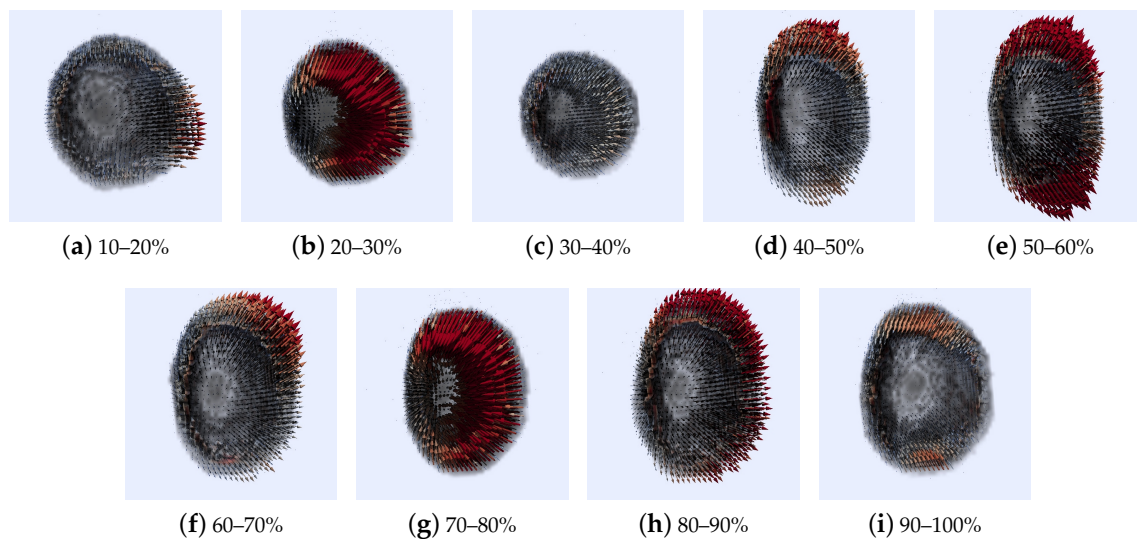 (a) 10–20%
(b) 20–30%
(c) 30–40%
(d) 40–50%
(e) 50–60%
(f) 60–70%
(g) 70–80%
(h) 80–90%
(i) 90–100%